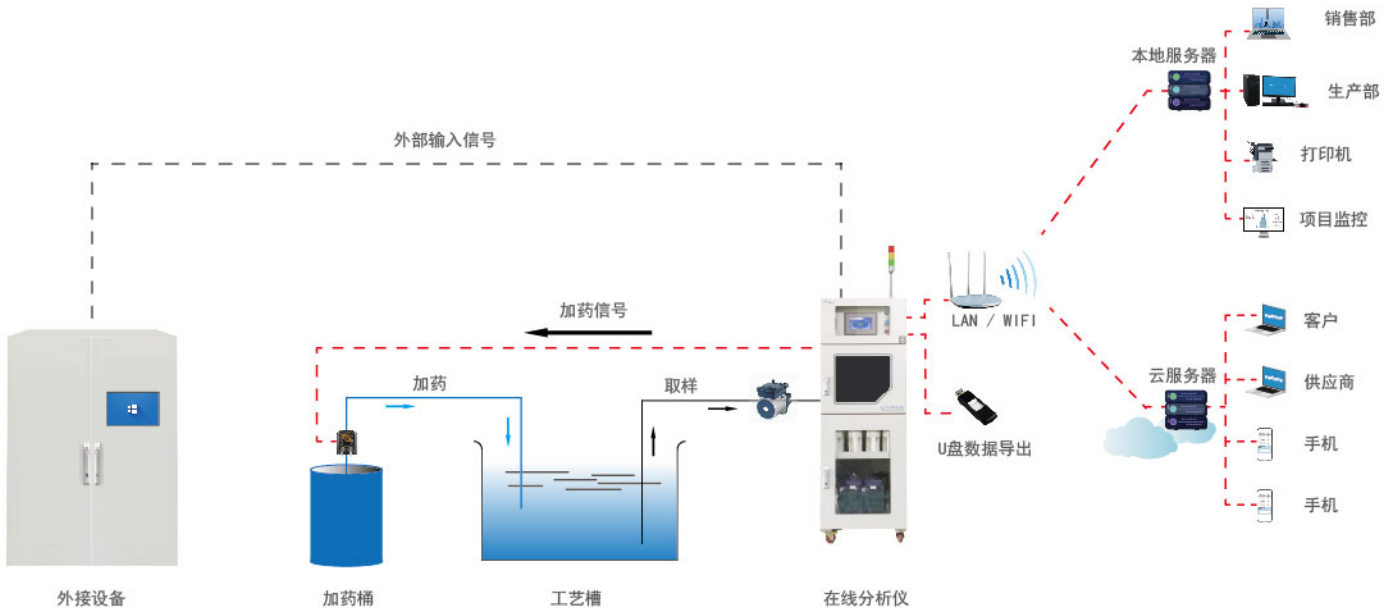 销售部
本地服务器
生产部
外部输入信号
打印机
项目监控
加药信号
LAN / WIFI
客户
加药
取样
云服务器
供应商
U盘数据导出
手机
手机
外接设备
加药桶
工艺槽
在线分析仪